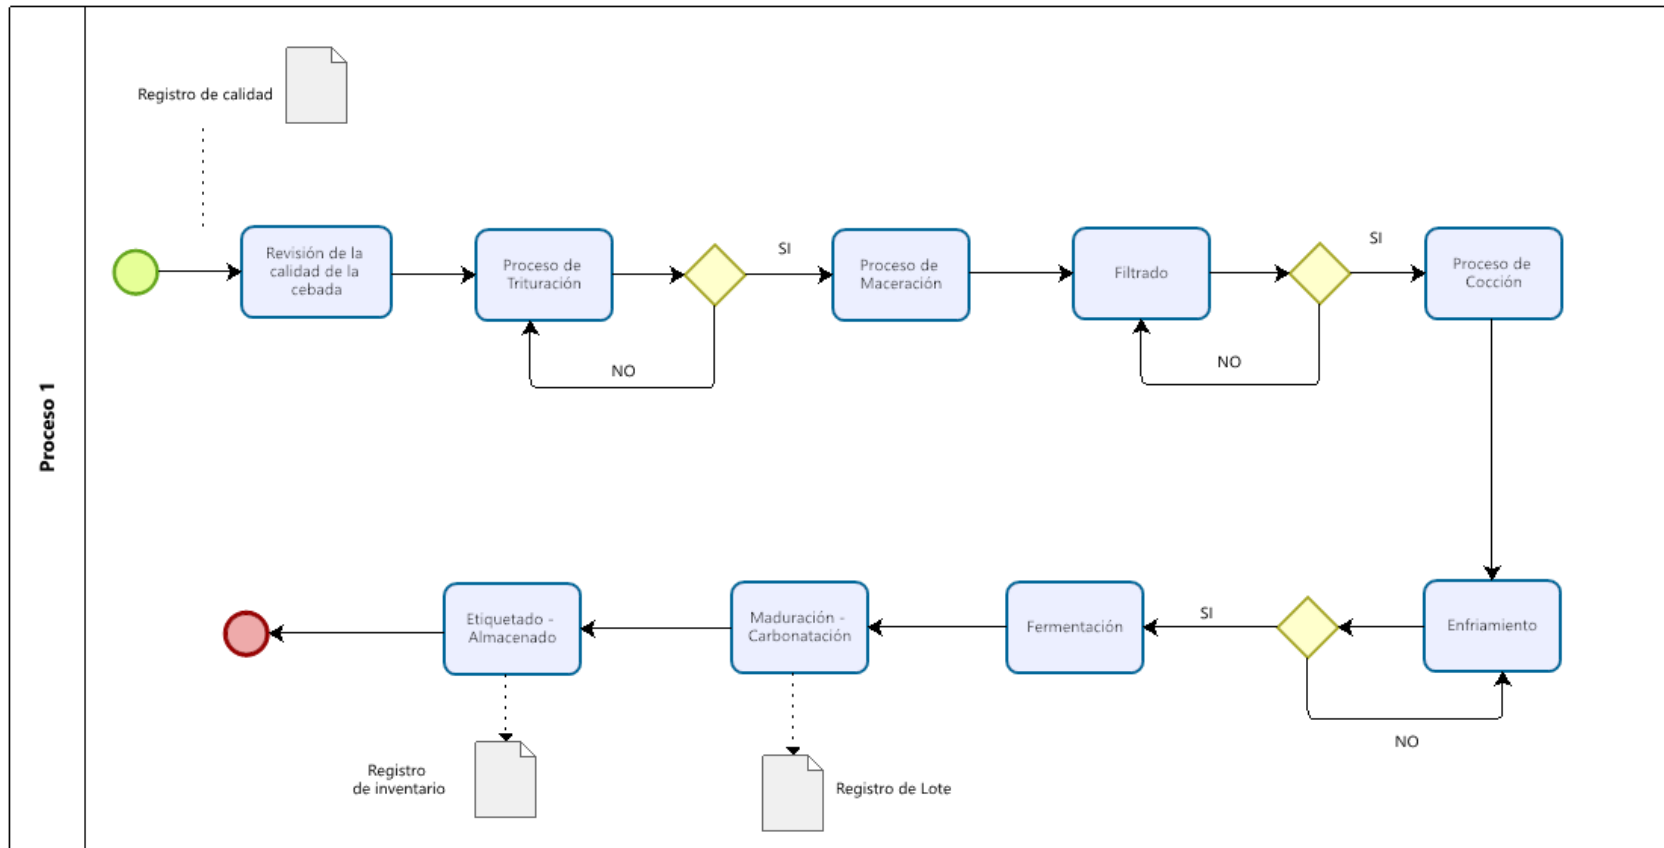 Proceso 1
Registro de calidad
Revisión de la
calidad de la
cebada
Proceso de
Trituración
SI
NO
Proceso de
Maceración
Filtrado
SI
NO
Proceso de
Cocción
Enfriamiento
NO
SI
Fermentación
Maduración -
Carbonatación
Registro de Lote
Etiquetado -
Almacenado
Registro
de inventario